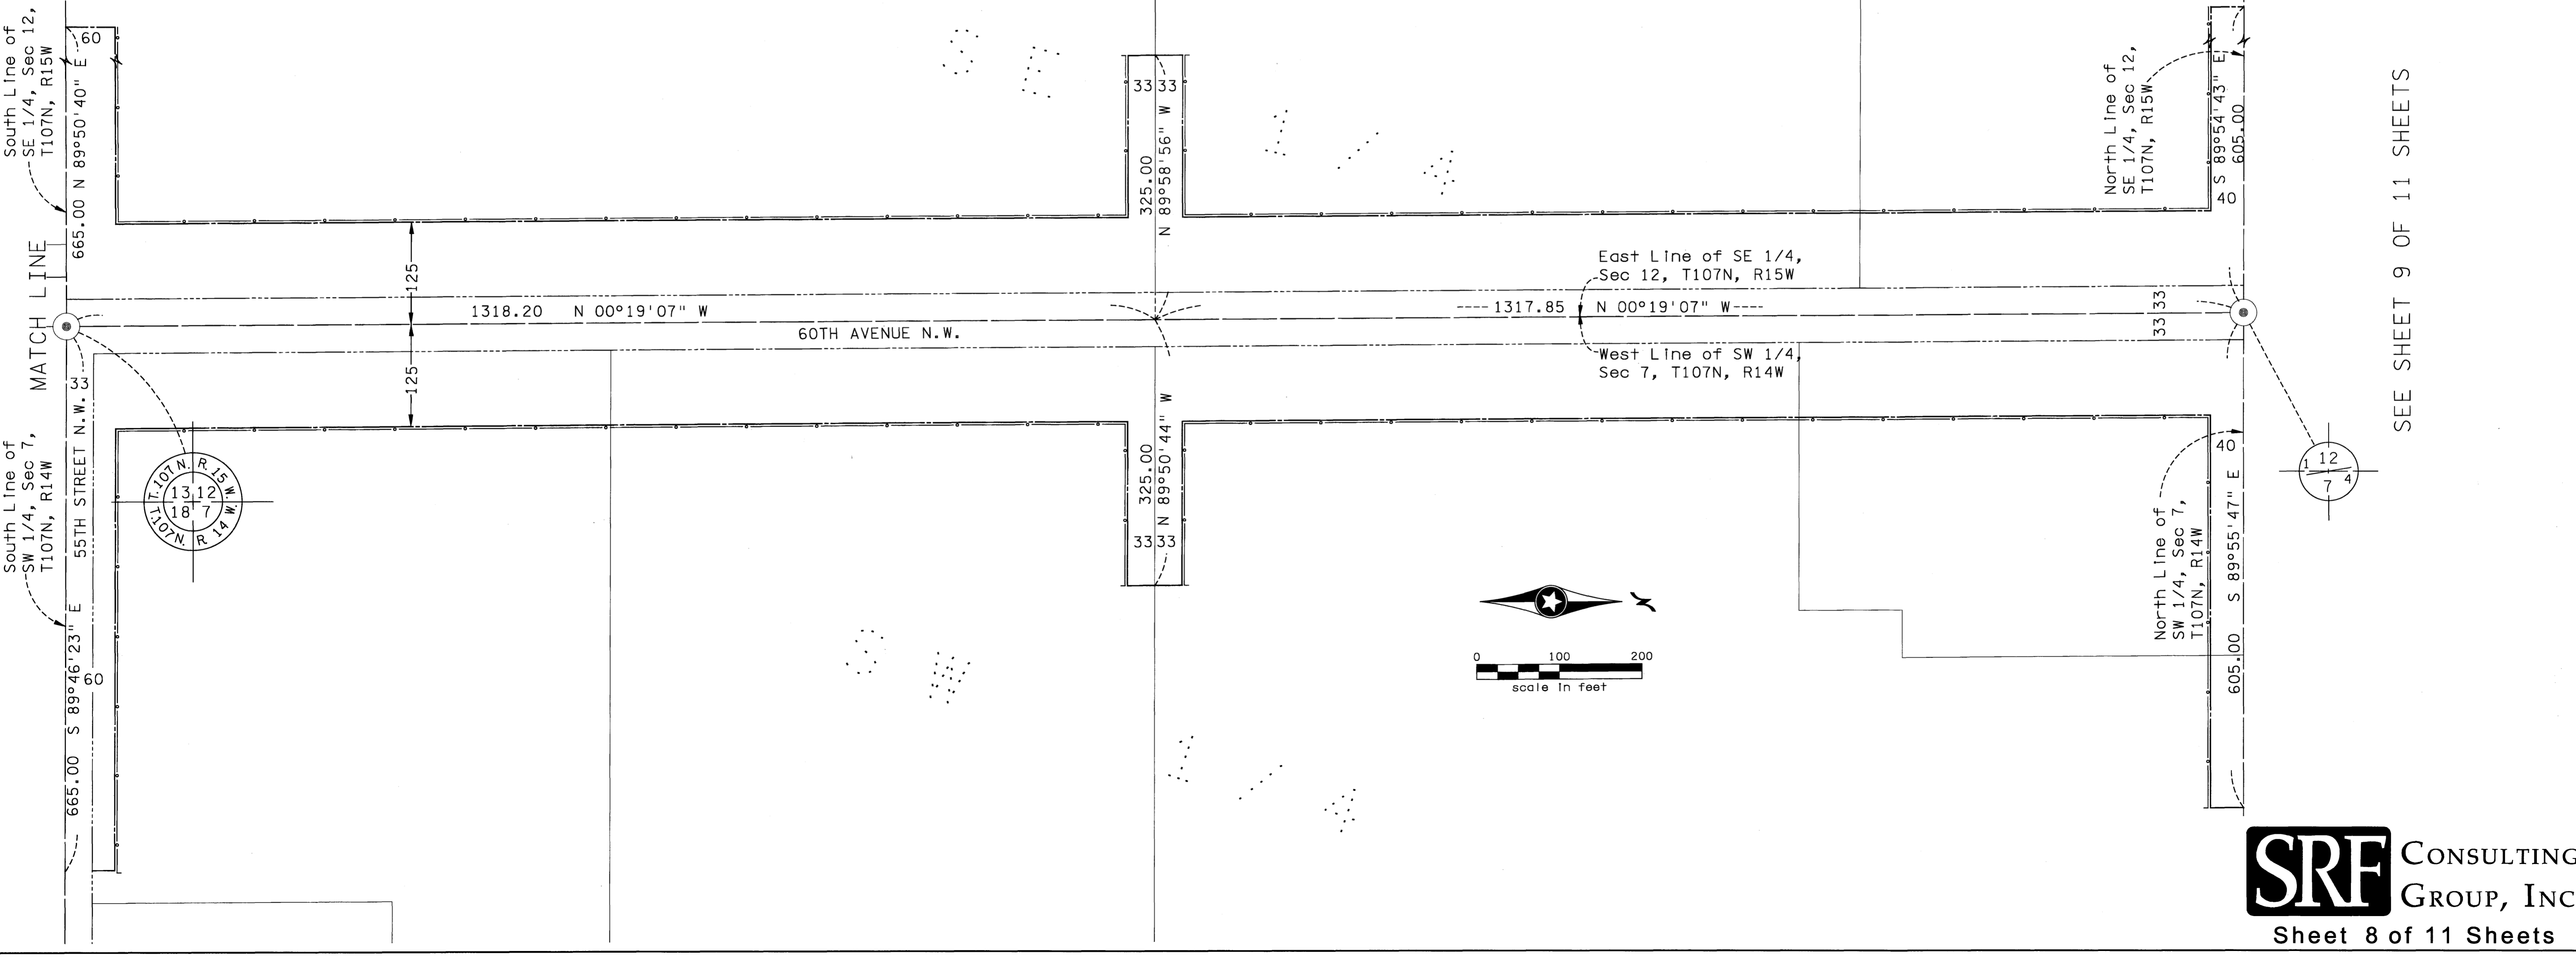 South Line of
SE 1/4, Sec 12,
T107N, R15W
60
665.00 N 89°50'40" E
MATCH LINE
33
55TH STREET N.W.
South Line of
SW 1/4, Sec 7,
T107N, R14W
665.00 S 89°46'23" E
60
T.107 N. R. 15 W.
13 12
18 7
T.107N. R 14 W.
125
125
1318.20 N 00°19'07" W
60TH AVENUE N.W.
S E 1 / 4
33 33
325.00
N 89°58'56" W
325.00
N 89°50'44" W
33 33
S W 1 / 4
East Line of SE 1/4,
Sec 12, T107N, R15W
1317.85 N 00°19'07" W
West Line of SW 1/4,
Sec 7, T107N, R14W
33 33
0 100 200
scale in feet
North Line of
SE 1/4, Sec 12,
T107N, R15W
S 89°54'43" E
605.00
40
40
S 89°55'47" E
605.00
North Line of
SW 1/4, Sec 7,
T107N, R14W
1 12
7 4
SEE SHEET 9 OF 11 SHEETS
SRF CONSULTING
GROUP, INC
Sheet 8 of 11 Sheets